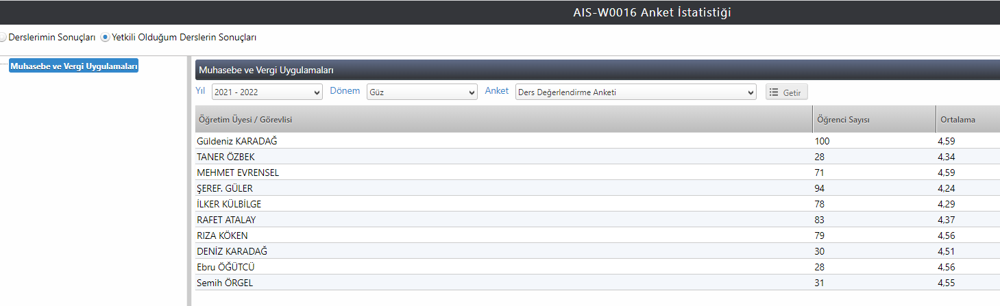 AIS-W0016 Anket İstatistiği
Derslerimin Sonuçları Yetkili Olduğum Derslerin Sonuçları
Muhasebe ve Vergi Uygulamaları
Muhasebe ve Vergi Uygulamaları
Yıl 2021 - 2022 Dönem Güz Anket Ders Değerlendirme Anketi Getir
Öğretim Üyesi / Görevlisi Öğrenci Sayısı Ortalama
Güldeniz KARADAĞ 100 4,59
TANER ÖZBEK 28 4,34
MEHMET EVRENSEL 71 4,59
ŞEREF. GÜLER 94 4,24
İLKER KÜLBİLGE 78 4,29
RAFET ATALAY 83 4,37
RIZA KÖKEN 79 4,56
DENİZ KARADAĞ 30 4,51
Ebru ÖĞÜTCÜ 28 4,56
Semih ÖRGEL 31 4,55